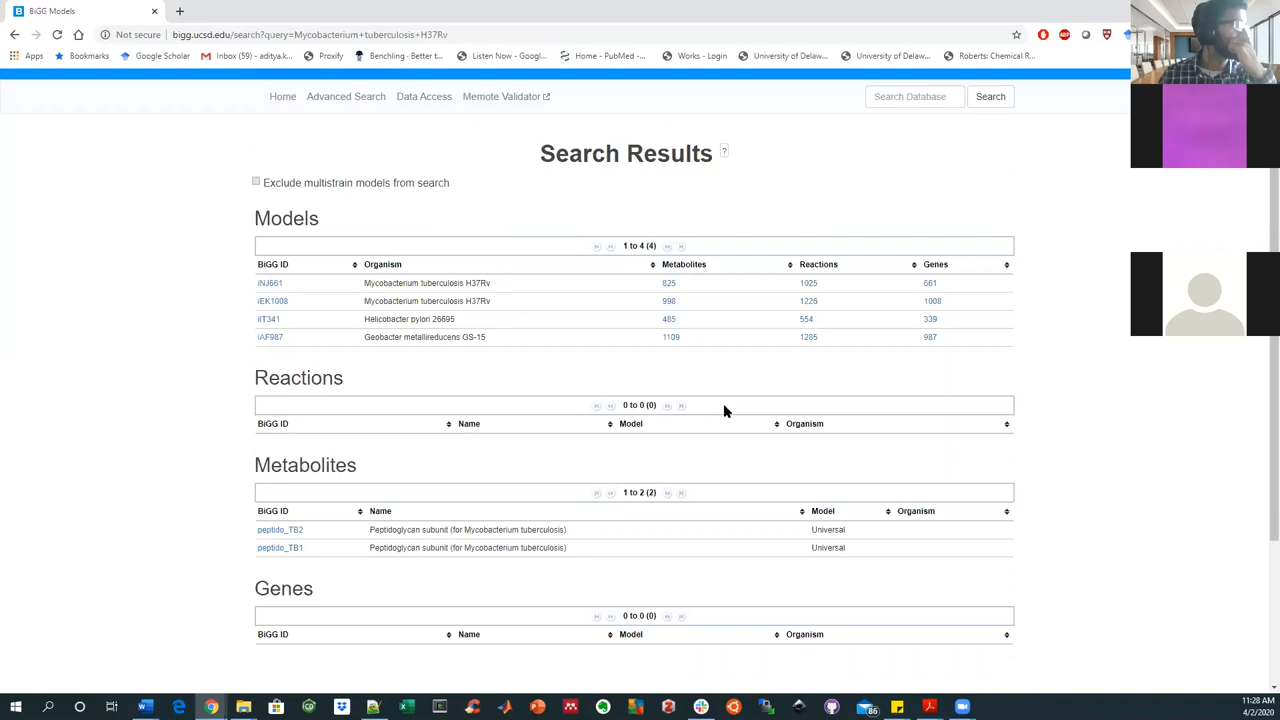 BiGG Models
Not secure | bigg.ucsd.edu/search?query=Mycobacterium+tuberculosis+H37Rv
Apps Bookmarks Google Scholar Inbox (59) - aditya.k... Proxify Benchling - Better t... Listen Now - Googl... Home - PubMed - ... Works - Login University of Delaw... University of Delaw... Roberts: Chemical R...
Home Advanced Search Data Access Memote Validator Search Database Search
Search Results ?
Exclude multistrain models from search
Models
1 to 4 (4)
BiGG ID Organism Metabolites Reactions Genes
iNJ661 Mycobacterium tuberculosis H37Rv 825 1025 661
iEK1008 Mycobacterium tuberculosis H37Rv 998 1226 1008
iIT341 Helicobacter pylori 26695 485 554 339
iAF987 Geobacter metallireducens GS-15 1109 1285 987
Reactions
0 to 0 (0)
BiGG ID Name Model Organism
Metabolites
1 to 2 (2)
BiGG ID Name Model Organism
peptido_TB2 Peptidoglycan subunit (for Mycobacterium tuberculosis) Universal
peptido_TB1 Peptidoglycan subunit (for Mycobacterium tuberculosis) Universal
Genes
0 to 0 (0)
BiGG ID Name Model Organism
86
11:28 AM
4/2/2020